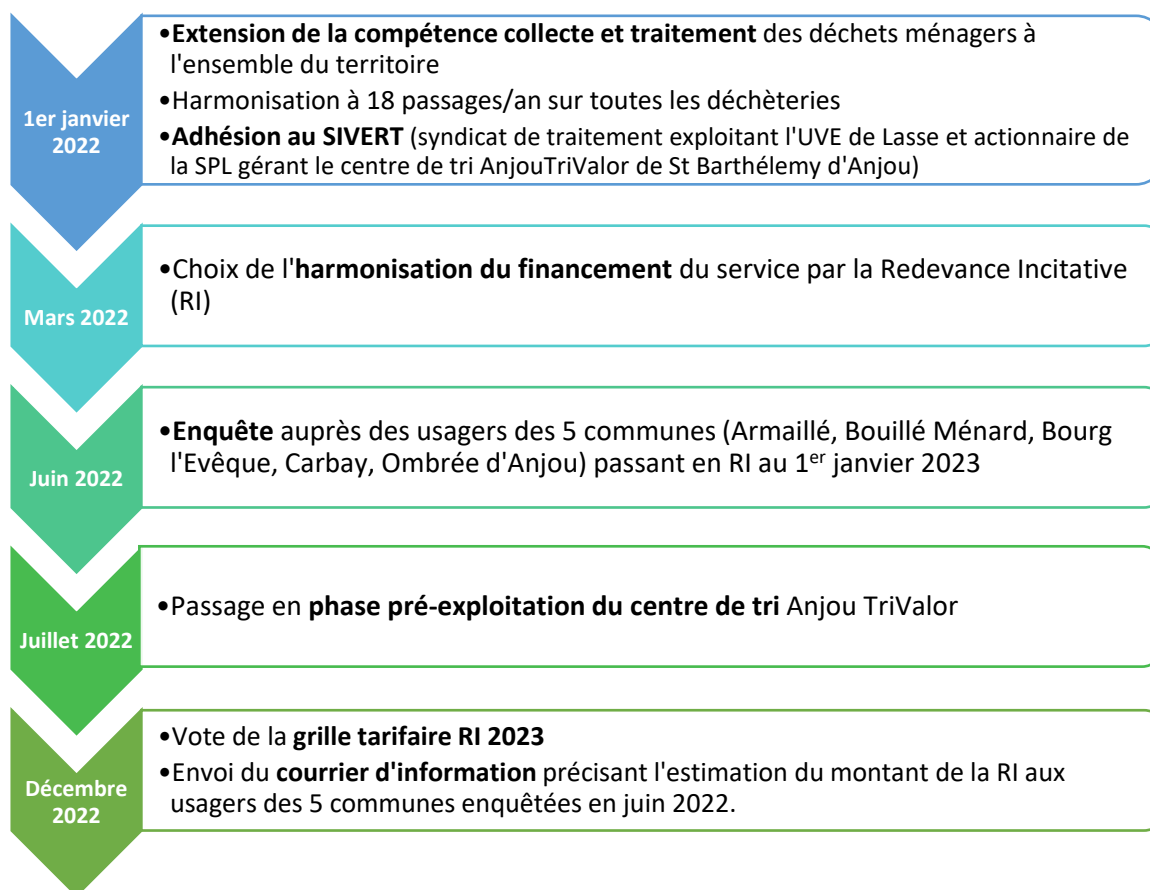 1er janvier
2022
•Extension de la compétence collecte et traitement des déchets ménagers à
l'ensemble du territoire
•Harmonisation à 18 passages/an sur toutes les déchèteries
•Adhésion au SIVERT (syndicat de traitement exploitant l'UVE de Lasse et actionnaire de
la SPL gérant le centre de tri AnjouTriValor de St Barthélemy d'Anjou)
Mars 2022
•Choix de l'harmonisation du financement du service par la Redevance Incitative
(RI)
Juin 2022
•Enquête auprès des usagers des 5 communes (Armaillé, Bouillé Ménard, Bourg
l'Evêque, Carbay, Ombrée d'Anjou) passant en RI au 1er janvier 2023
Juillet 2022
•Passage en phase pré-exploitation du centre de tri Anjou TriValor
Décembre
2022
•Vote de la grille tarifaire RI 2023
•Envoi du courrier d'information précisant l'estimation du montant de la RI aux
usagers des 5 communes enquêtées en juin 2022.